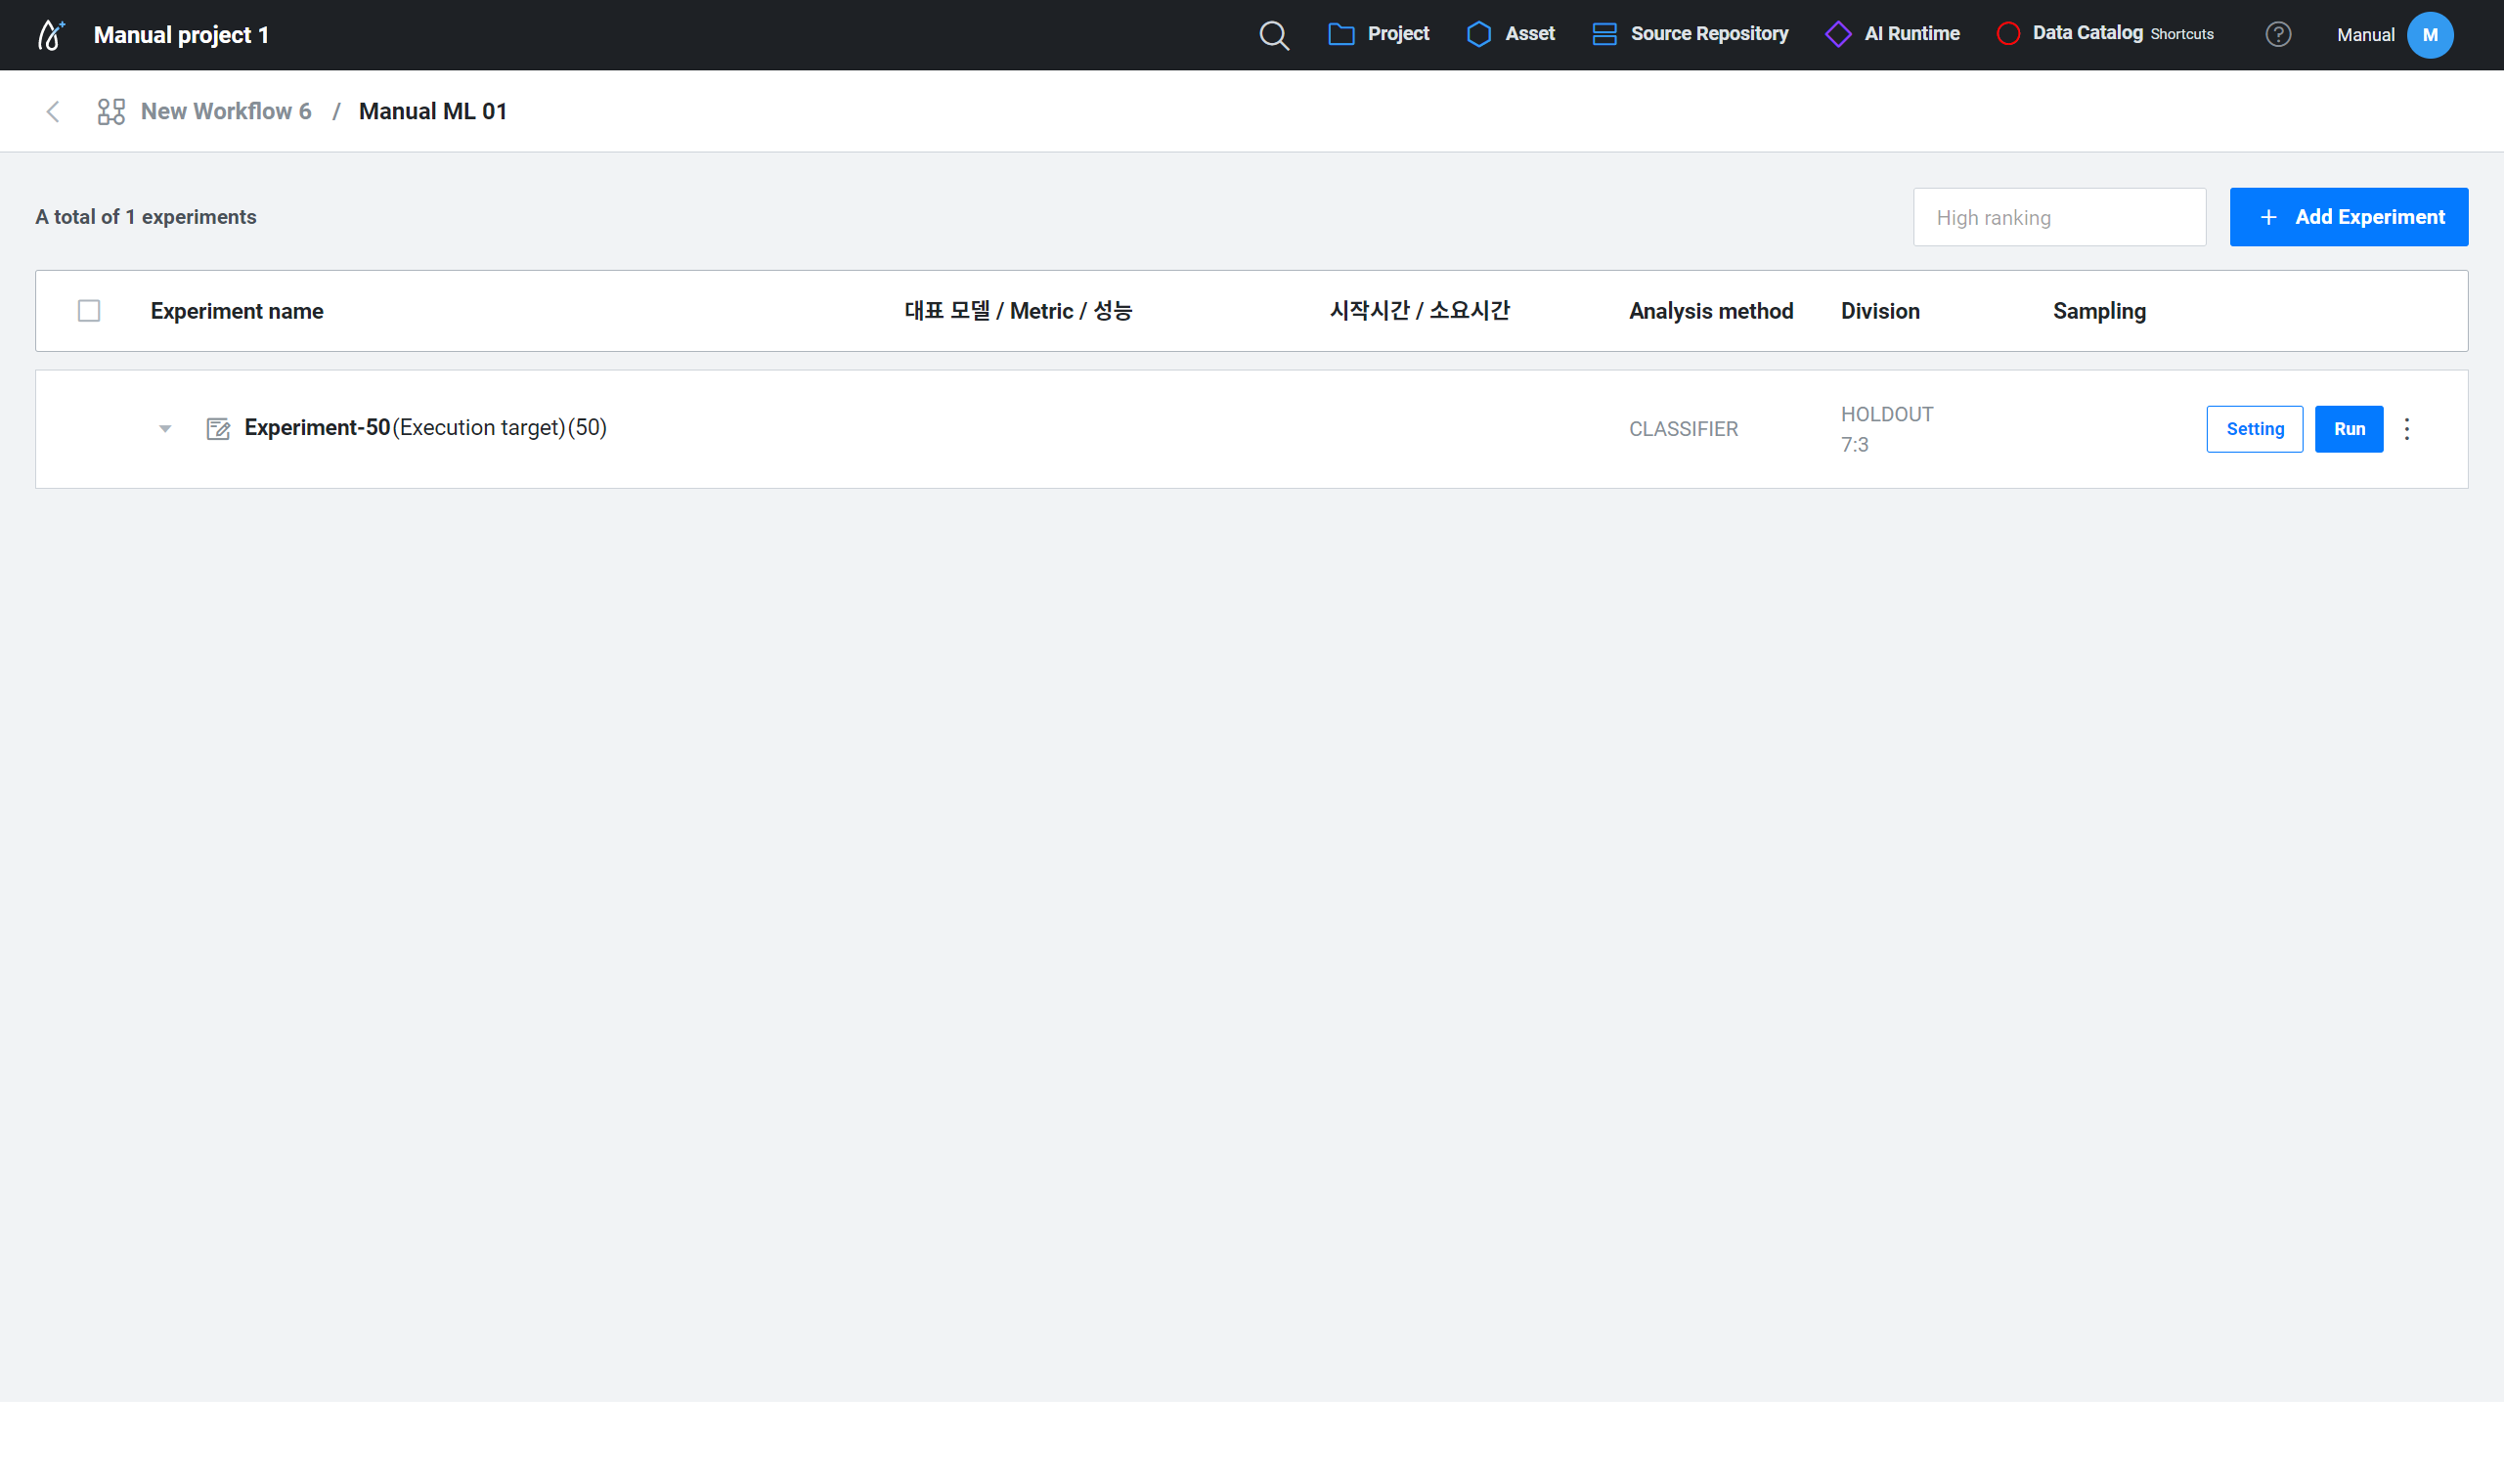 Manual project 1
Project
Asset
Source Repository
AI Runtime
Data Catalog Shortcuts
?
Manual
M
New Workflow 6 / Manual ML 01
A total of 1 experiments
High ranking
+ Add Experiment
Experiment name
대표 모델 / Metric / 성능
시작시간 / 소요시간
Analysis method
Division
Sampling
Experiment-50(Execution target)(50)
CLASSIFIER
HOLDOUT
7:3
Setting
Run